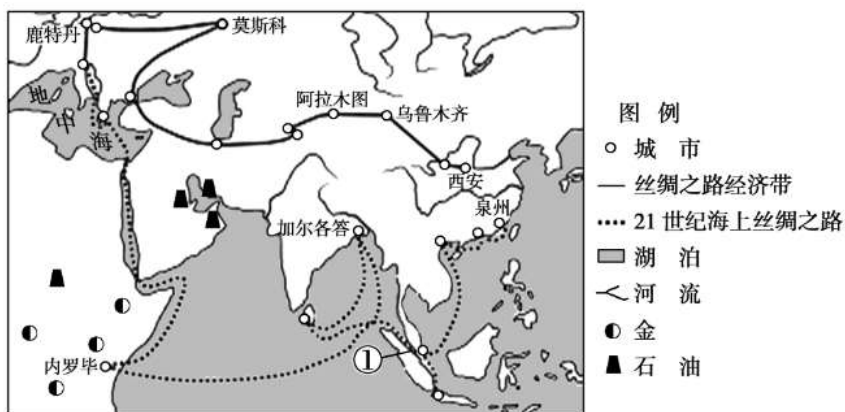 鹿特丹
莫斯科
地
中
海
阿拉木图
乌鲁木齐
西安
泉州
加尔各答
内罗毕
①
图 例
城 市
丝绸之路经济带
21世纪海上丝绸之路
湖 泊
河 流
金
石 油